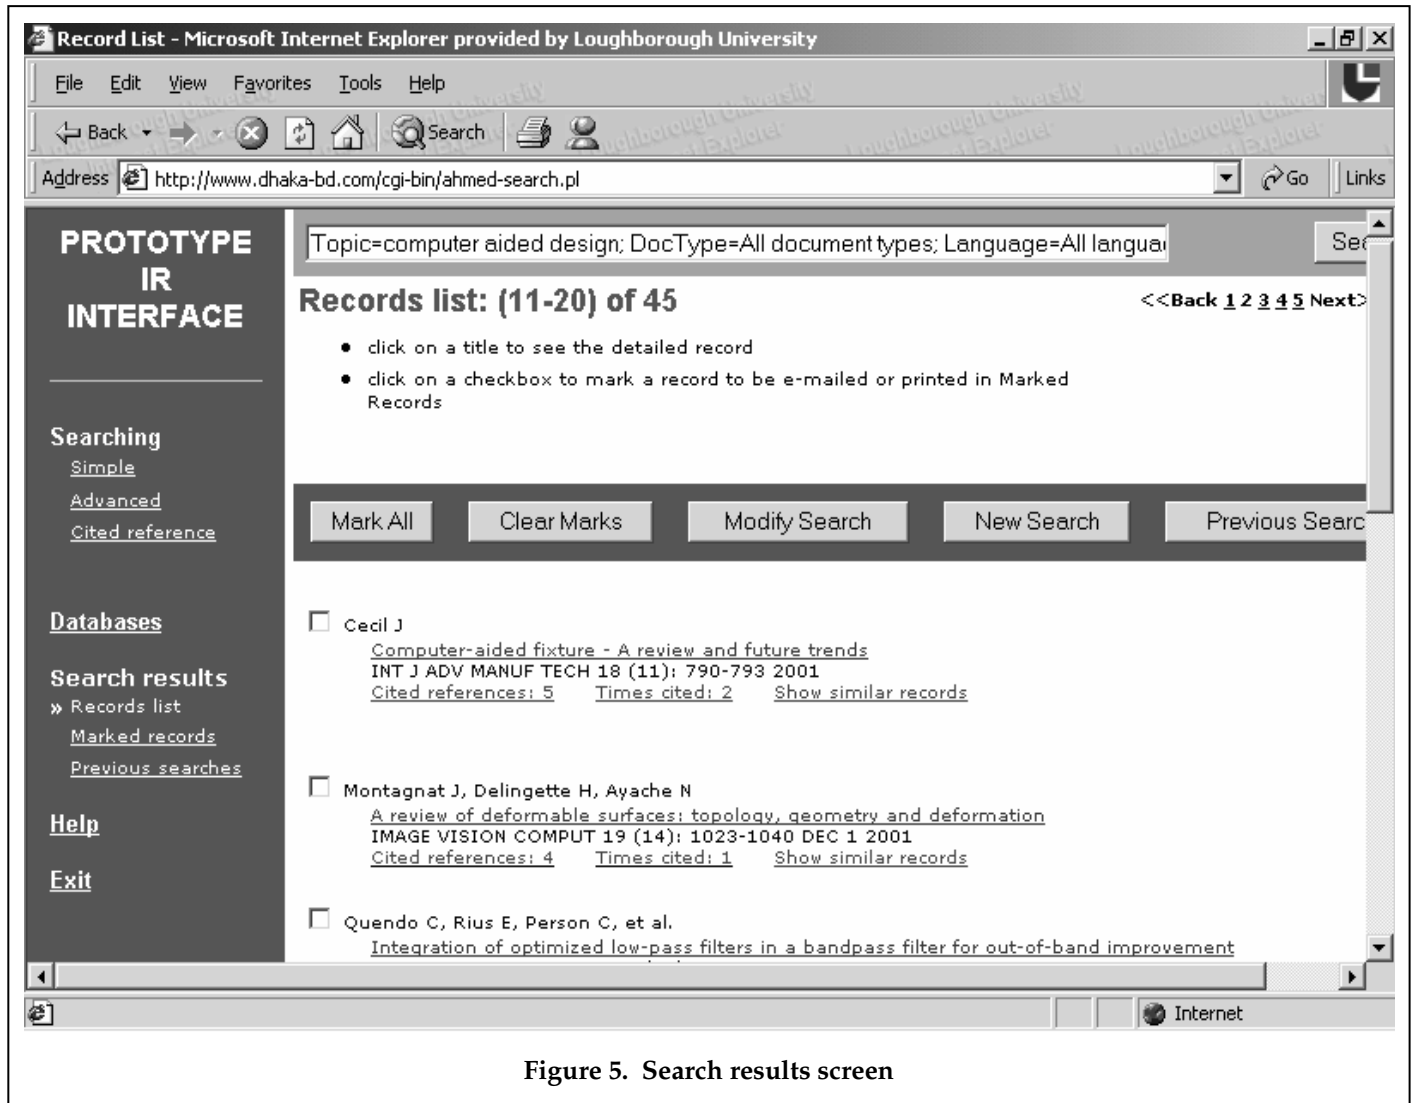 Record List - Microsoft Internet Explorer provided by Loughborough University
File Edit View Favorites Tools Help
Back Search
Address http://www.dhaka-bd.com/cgi-bin/ahmed-search.pl Go Links
PROTOTYPE
IR
INTERFACE
Searching
Simple
Advanced
Cited reference
Databases
Search results
» Records list
Marked records
Previous searches
Help
Exit
Topic=computer aided design; DocType=All document types; Language=All langua
Records list: (11-20) of 45
<<Back 1 2 3 4 5 Next>
• click on a title to see the detailed record
• click on a checkbox to mark a record to be e-mailed or printed in Marked
Records
Mark All Clear Marks Modify Search New Search Previous Searc
Cecil J
Computer-aided fixture - A review and future trends
INT J ADV MANUF TECH 18 (11): 790-793 2001
Cited references: 5 Times cited: 2 Show similar records
Montagnat J, Delingette H, Ayache N
A review of deformable surfaces: topology, geometry and deformation
IMAGE VISION COMPUT 19 (14): 1023-1040 DEC 1 2001
Cited references: 4 Times cited: 1 Show similar records
Quendo C, Rius E, Person C, et al.
Integration of optimized low-pass filters in a bandpass filter for out-of-band improvement
Internet
Figure 5. Search results screen